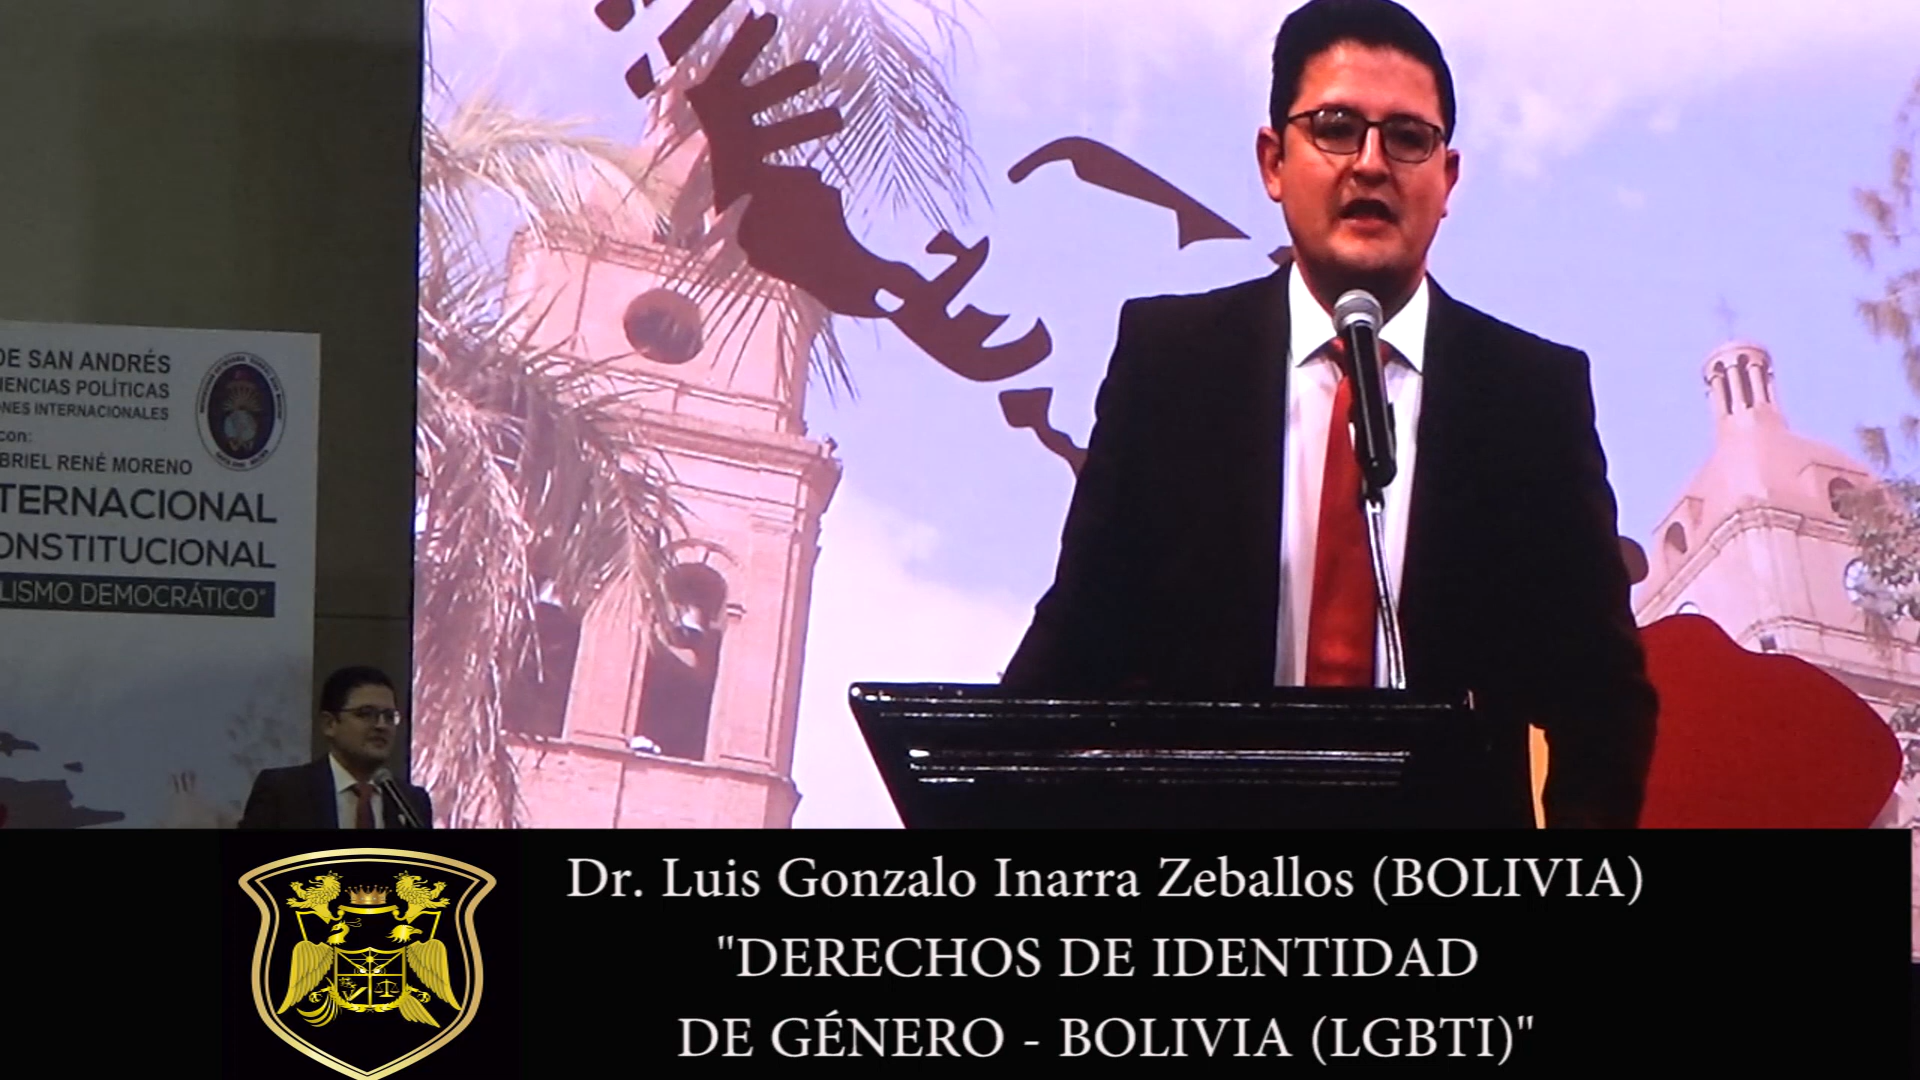 DE SAN ANDRÉS
IENCIAS POLÍTICAS
ONES INTERNACIONALES
con:
BRIEL RENÉ MORENO
TERNACIONAL
ONSTITUCIONAL
LISMO DEMOCRÁTICO"
Dr. Luis Gonzalo Inarra Zeballos (BOLIVIA)
"DERECHOS DE IDENTIDAD
DE GÉNERO - BOLIVIA (LGBTI)"